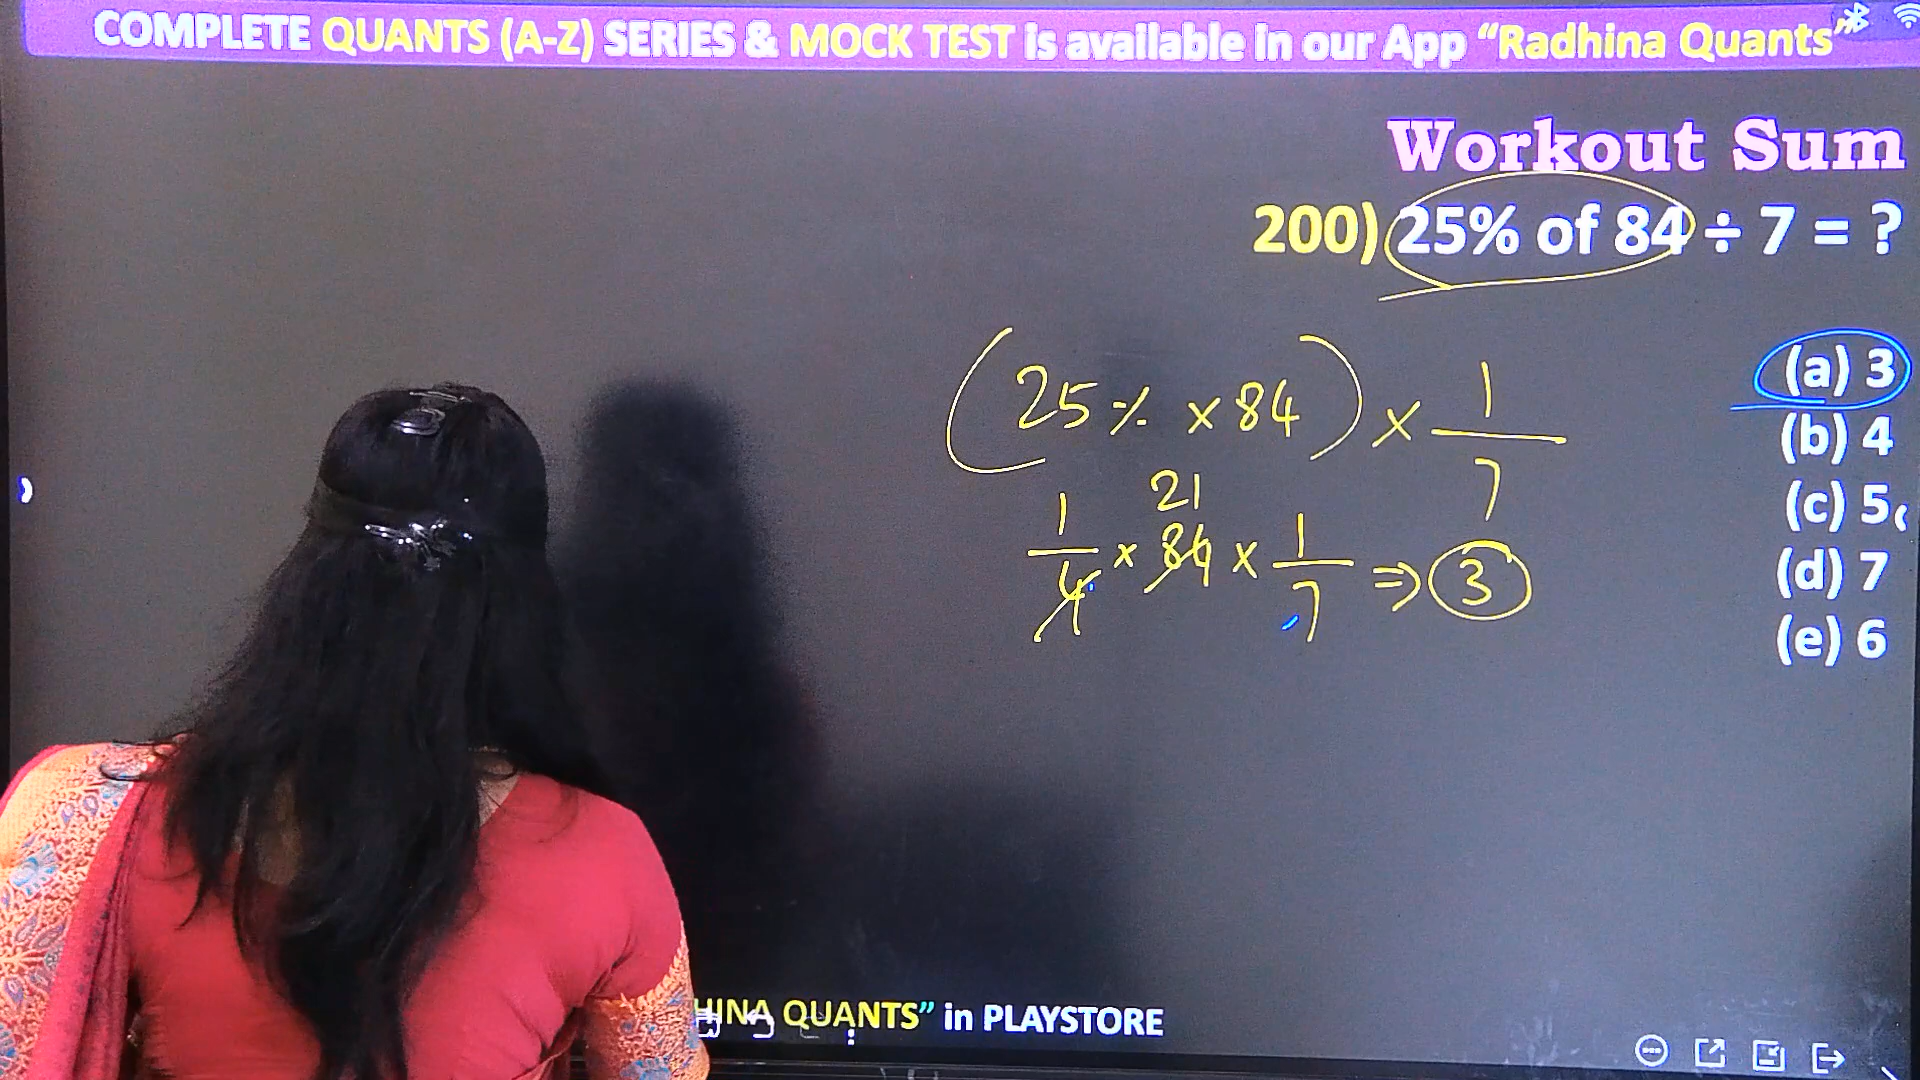 COMPLETE QUANTS (A-Z) SERIES & MOCK TEST is available in our App “Radhina Quants”
Workout Sum
200) 25% of 84 ÷ 7 = ?
(25% × 84) × 1/7
21
1/4 × 84 × 1/7 ⇒ 3
(a) 3
(b) 4
(c) 5
(d) 7
(e) 6
HINA QUANTS” in PLAYSTORE